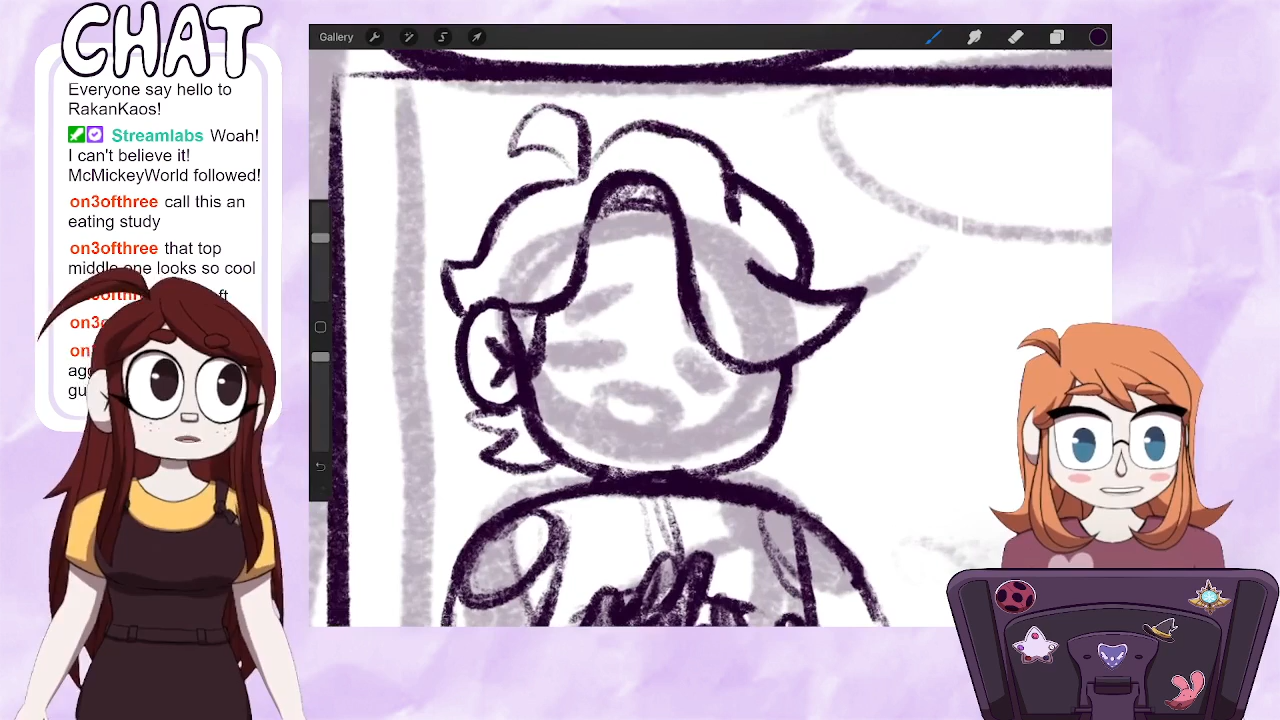 CHAT
Everyone say hello to
RakanKaos!
Streamlabs Woah!
I can't believe it!
McMickeyWorld followed!
on3ofthree call this an
eating study
on3ofthree that top
middle one looks so cool
Gallery